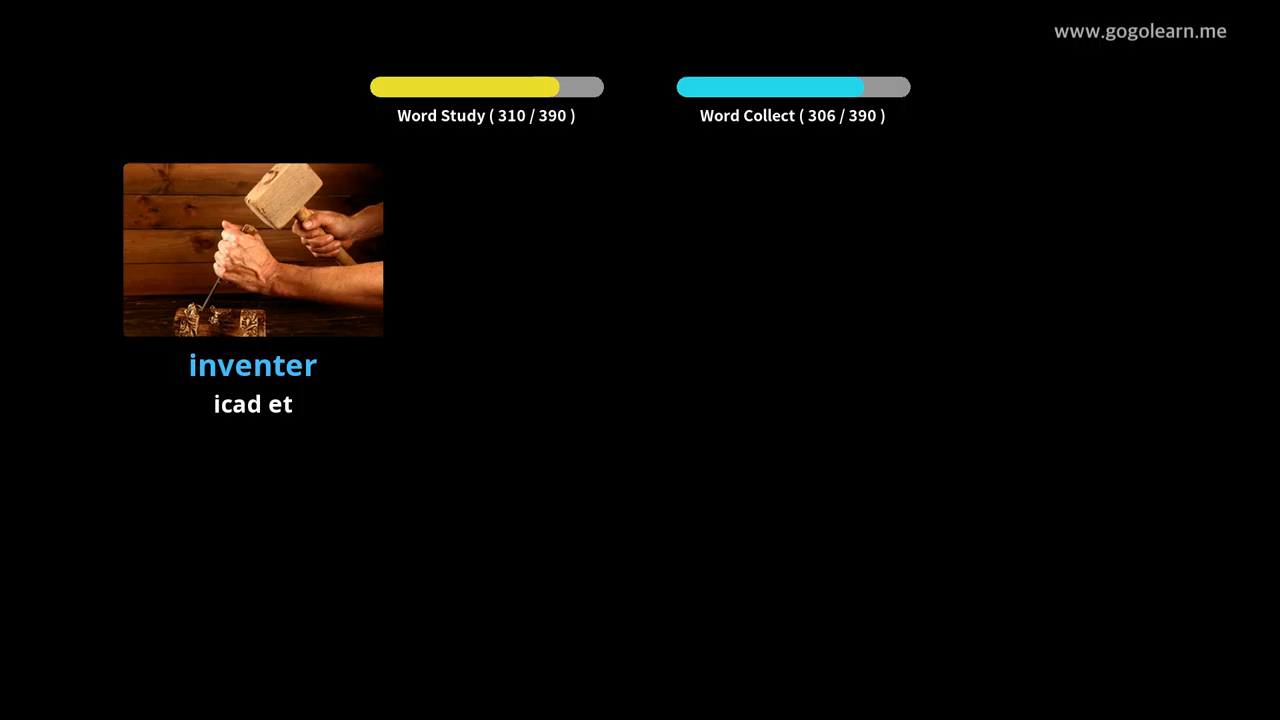 www.gogolearn.me
Word Study ( 310 / 390 )
Word Collect ( 306 / 390 )
inventer
icad et